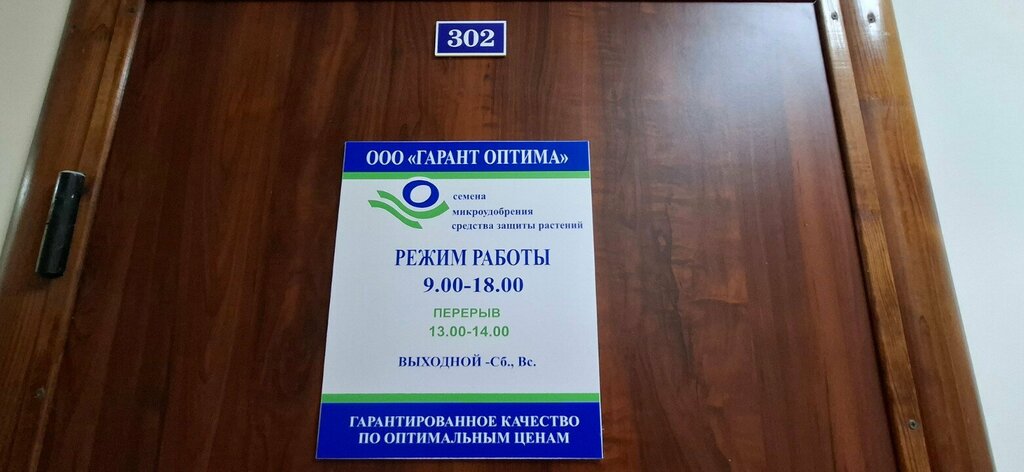 302
ООО «ГАРАНТ ОПТИМА»
семена
микроудобрения
средства защиты растений
РЕЖИМ РАБОТЫ
9.00-18.00
ПЕРЕРЫВ
13.00-14.00
ВЫХОДНОЙ -Сб., Вс.
ГАРАНТИРОВАННОЕ КАЧЕСТВО
ПО ОПТИМАЛЬНЫМ ЦЕНАМ